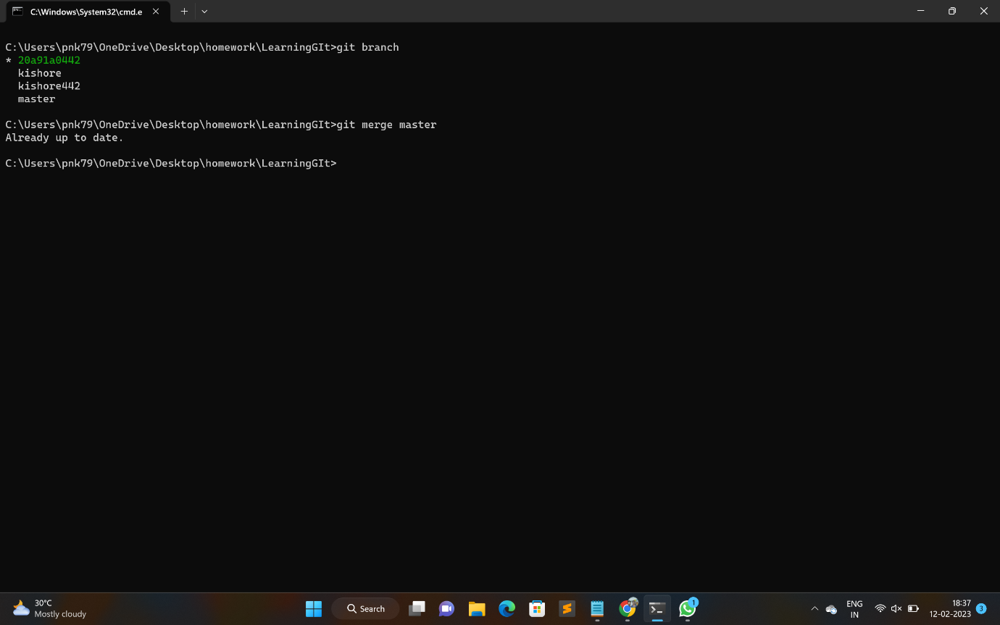 C:\Windows\System32\cmd.e
C:\Users\pnk79\OneDrive\Desktop\homework\LearningGIt>git branch
* 20a91a0442
kishore
kishore442
master
C:\Users\pnk79\OneDrive\Desktop\homework\LearningGIt>git merge master
Already up to date.
C:\Users\pnk79\OneDrive\Desktop\homework\LearningGIt>
30°C
Mostly cloudy
Search
1
ENG
IN
18:37
12-02-2023
3